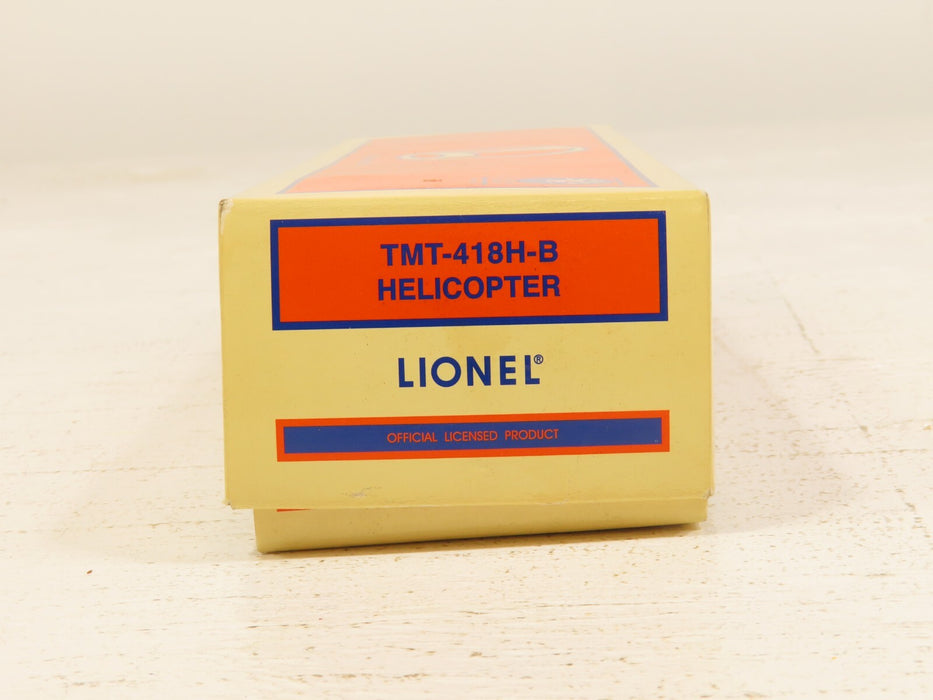 TMT-418H-B
HELICOPTER
LIONEL®
OFFICIAL LICENSED PRODUCT